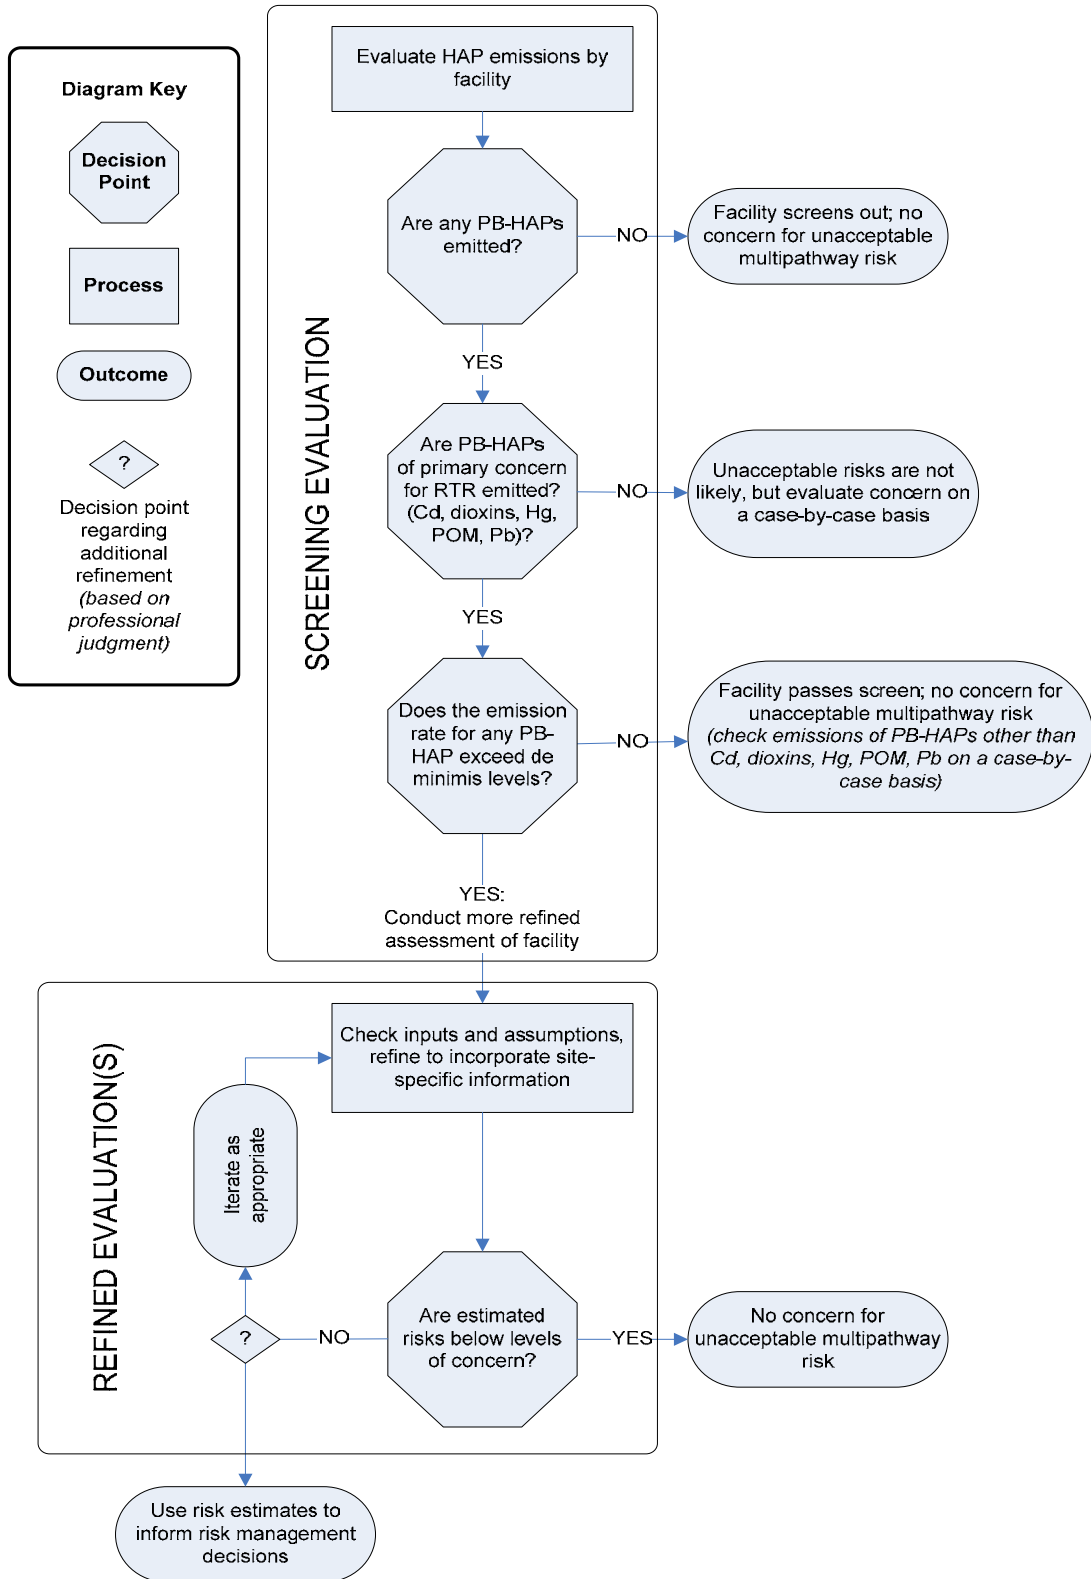 Diagram Key
Decision
Point
Process
Outcome
?
Decision point
regarding
additional
refinement
(based on
professional
judgment)
SCREENING EVALUATION
Evaluate HAP emissions by
facility
Are any PB-HAPs
emitted?
NO
Facility screens out; no
concern for unacceptable
multipathway risk
YES
Are PB-HAPs
of primary concern
for RTR emitted?
(Cd, dioxins, Hg,
POM, Pb)?
NO
Unacceptable risks are not
likely, but evaluate concern on
a case-by-case basis
YES
Does the emission
rate for any PB-
HAP exceed de
minimis levels?
NO
Facility passes screen; no concern for
unacceptable multipathway risk
(check emissions of PB-HAPs other than
Cd, dioxins, Hg, POM, Pb on a case-by-
case basis)
YES:
Conduct more refined
assessment of facility
REFINED EVALUATION(S)
Check inputs and assumptions,
refine to incorporate site-
specific information
Iterate as
appropriate
Are estimated
risks below levels
of concern?
NO
?
YES
No concern for
unacceptable multipathway
risk
Use risk estimates to
inform risk management
decisions